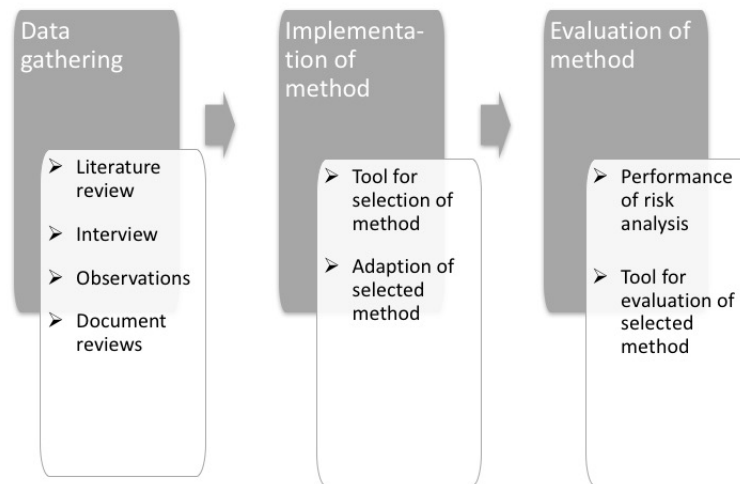 Data
gathering
Literature
review
Interview
Observations
Document
reviews
Implementa-
tion of
method
Tool for
selection of
method
Adaption of
selected
method
Evaluation of
method
Performance
of risk
analysis
Tool for
evaluation of
selected
method